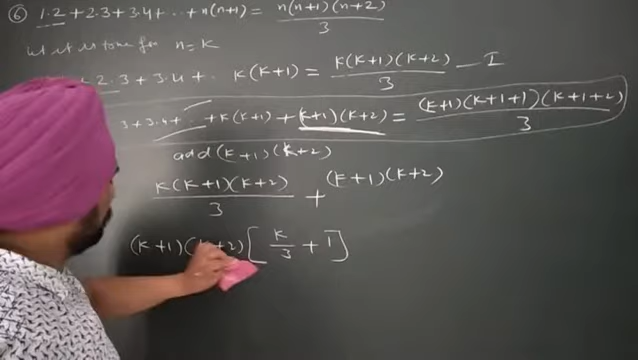 ⑥ 1.2+2.3+3.4+..+n(n+1) = n(n+1)(n+2)/3
let it is true for n=k
2.3+3.4+.. k(k+1) = k(k+1)(k+2)/3 — I
3+3.4+..+k(k+1)+(k+1)(k+2) = (k+1)(k+1+1)(k+1+2)/3
add (k+1)(k+2)
k(k+1)(k+2)/3 + (k+1)(k+2)
(k+1)(k+2)[k/3+1]